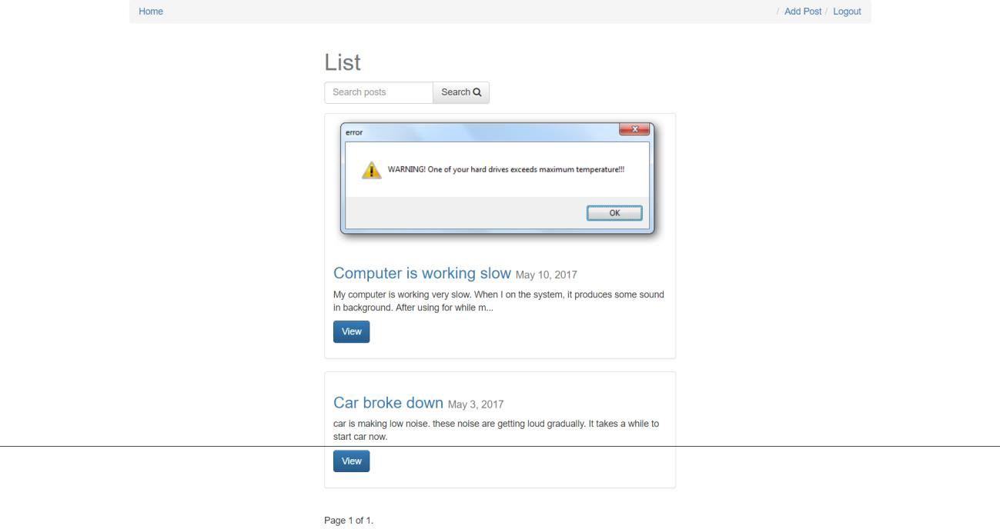 Home / Add Post / Logout
List
Search posts Search
error
WARNING! One of your hard drives exceeds maximum temperature!!!
OK
Computer is working slow May 10, 2017
My computer is working very slow. When I on the system, it produces some sound
in background. After using for while m...
View
Car broke down May 3, 2017
car is making low noise. these noise are getting loud gradually. It takes a while to
start car now.
View
Page 1 of 1.